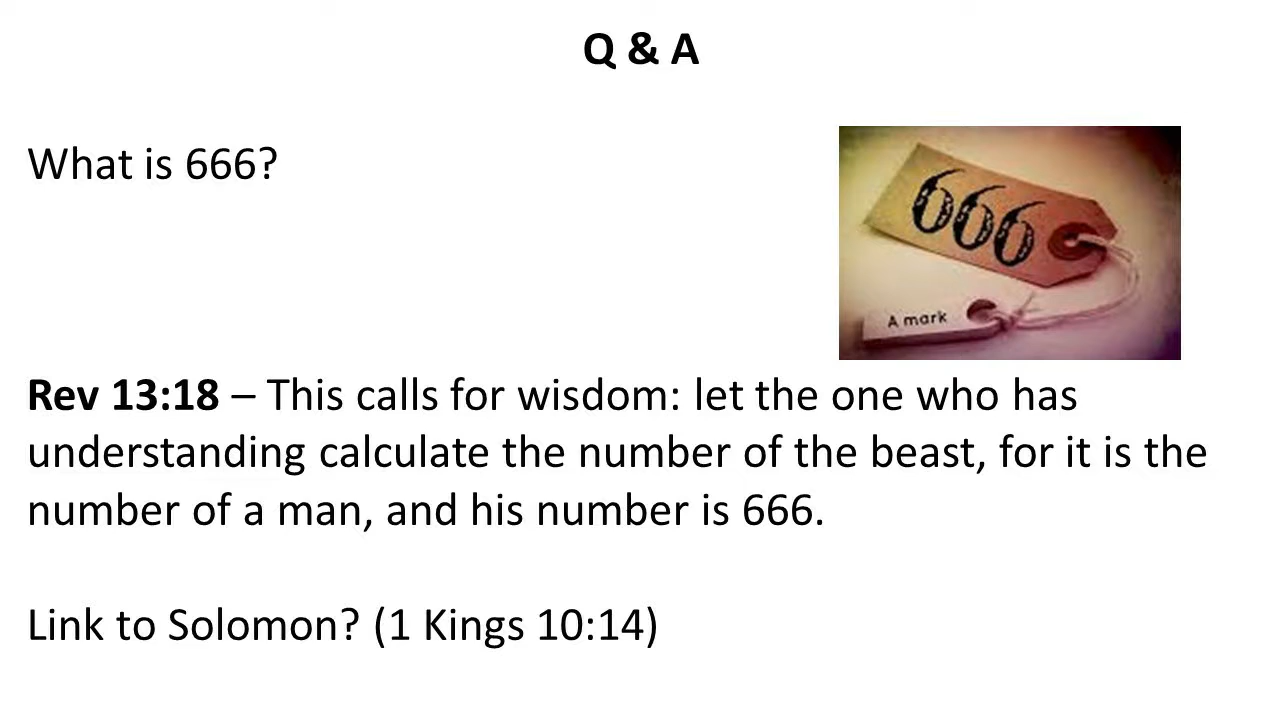 Q & A
What is 666?
666
A mark
Rev 13:18 – This calls for wisdom: let the one who has
understanding calculate the number of the beast, for it is the
number of a man, and his number is 666.
Link to Solomon? (1 Kings 10:14)